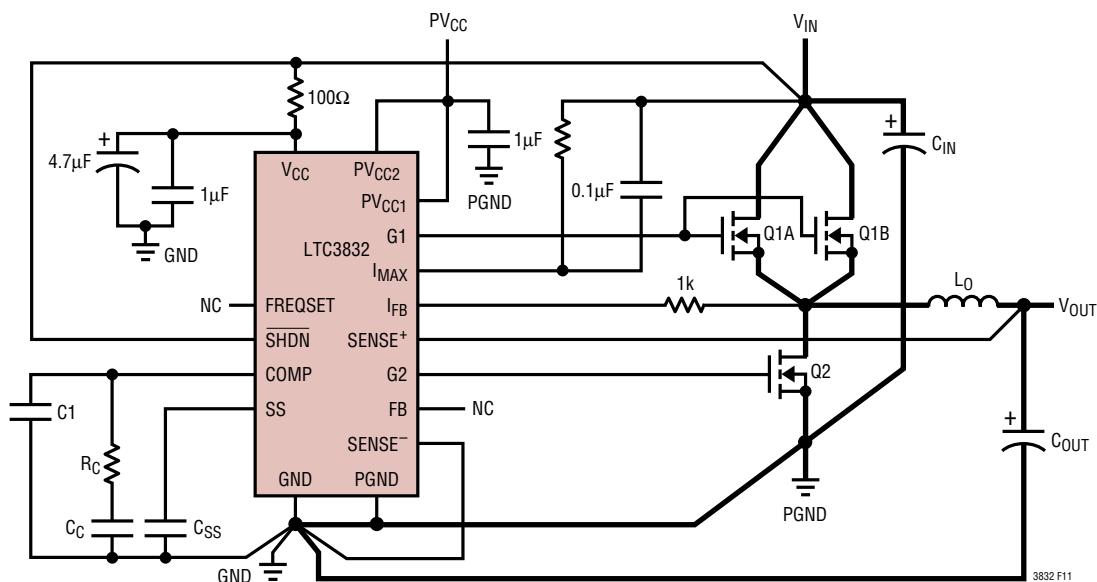 PVCC
VIN
100Ω
4.7µF
1µF
GND
1µF
PGND
0.1µF
CIN
VCC
PVCC2
PVCC1
G1
LTC3832
IMAX
Q1A
Q1B
NC
FREQSET
IFB
1k
LO
VOUT
SHDN
SENSE+
COMP
G2
Q2
C1
SS
FB
NC
SENSE–
COUT
RC
GND
PGND
PGND
CC
CSS
GND
3832 F11